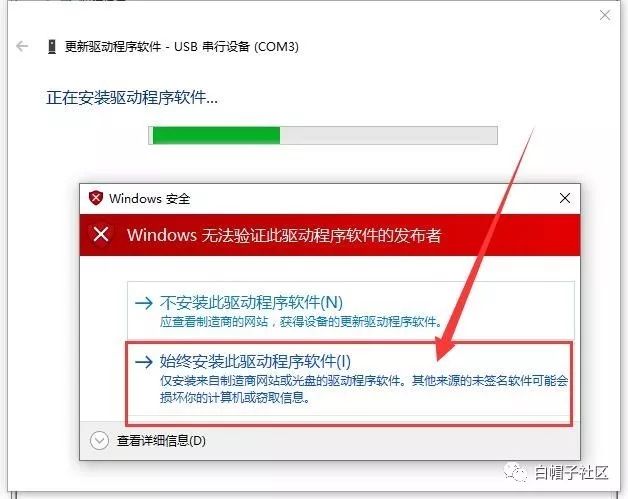 更新驱动程序软件 - USB 串行设备 (COM3)
正在安装驱动程序软件...
Windows 安全
Windows 无法验证此驱动程序软件的发布者
不安装此驱动程序软件(N)
应查看制造商的网站，获得设备的更新驱动程序软件。
始终安装此驱动程序软件(I)
仅安装来自制造商网站或光盘的驱动程序软件。其他来源的未签名软件可能会
损坏你的计算机或窃取信息。
查看详细信息(D)
白帽子社区